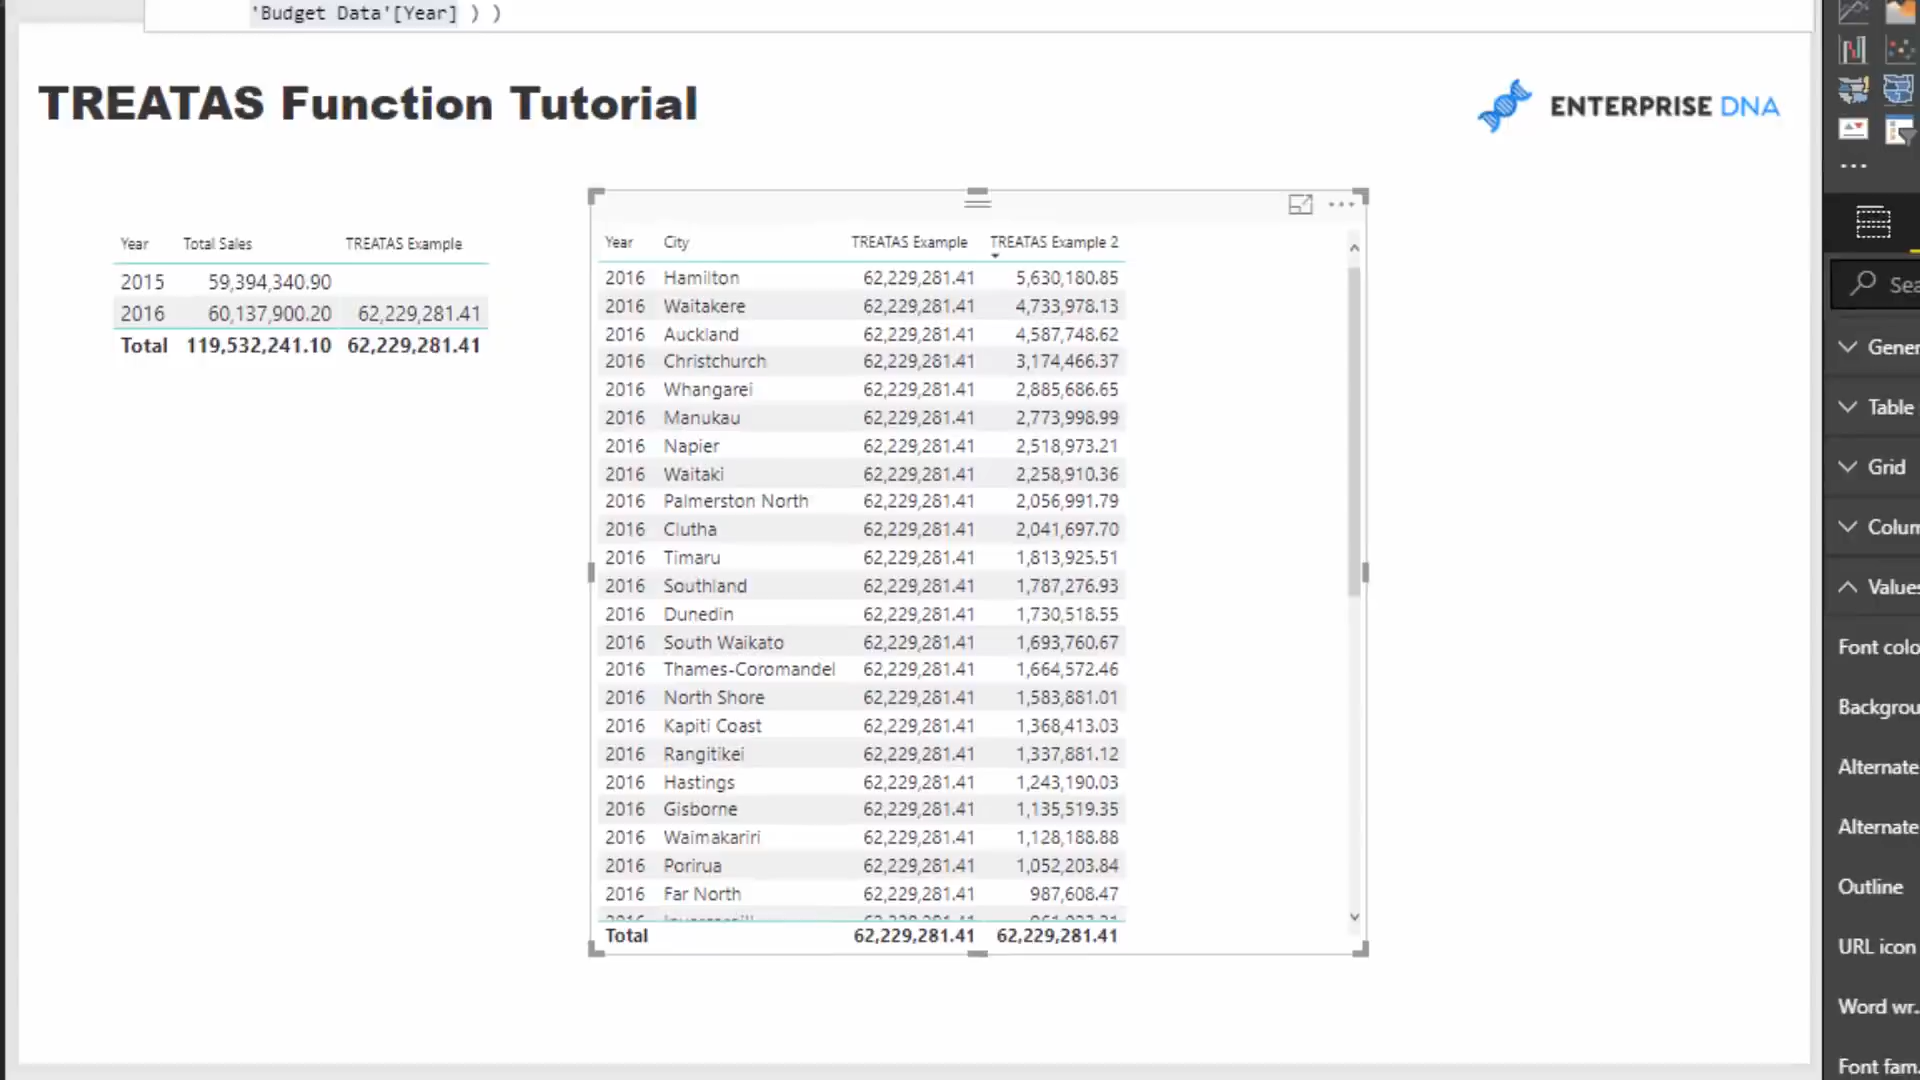 'Budget Data'[Year] ) )
TREATAS Function Tutorial
ENTERPRISE DNA
Year Total Sales TREATAS Example
2015 59,394,340.90
2016 60,137,900.20 62,229,281.41
Total 119,532,241.10 62,229,281.41
Year City TREATAS Example TREATAS Example 2
2016 Hamilton 62,229,281.41 5,630,180.85
2016 Waitakere 62,229,281.41 4,733,978.13
2016 Auckland 62,229,281.41 4,587,748.62
2016 Christchurch 62,229,281.41 3,174,466.37
2016 Whangarei 62,229,281.41 2,885,686.65
2016 Manukau 62,229,281.41 2,773,998.99
2016 Napier 62,229,281.41 2,518,973.21
2016 Waitaki 62,229,281.41 2,258,910.36
2016 Palmerston North 62,229,281.41 2,056,991.79
2016 Clutha 62,229,281.41 2,041,697.70
2016 Timaru 62,229,281.41 1,813,925.51
2016 Southland 62,229,281.41 1,787,276.93
2016 Dunedin 62,229,281.41 1,730,518.55
2016 South Waikato 62,229,281.41 1,693,760.67
2016 Thames-Coromandel 62,229,281.41 1,664,572.46
2016 North Shore 62,229,281.41 1,583,881.01
2016 Kapiti Coast 62,229,281.41 1,368,413.03
2016 Rangitikei 62,229,281.41 1,337,881.12
2016 Hastings 62,229,281.41 1,243,190.03
2016 Gisborne 62,229,281.41 1,135,519.35
2016 Waimakariri 62,229,281.41 1,128,188.88
2016 Porirua 62,229,281.41 1,052,203.84
2016 Far North 62,229,281.41 987,608.47
Total 62,229,281.41 62,229,281.41
Sea
Gener
Table
Grid
Colum
Values
Font colo
Backgrou
Alternate
Alternate
Outline
URL icon
Word wr...
Font fam.